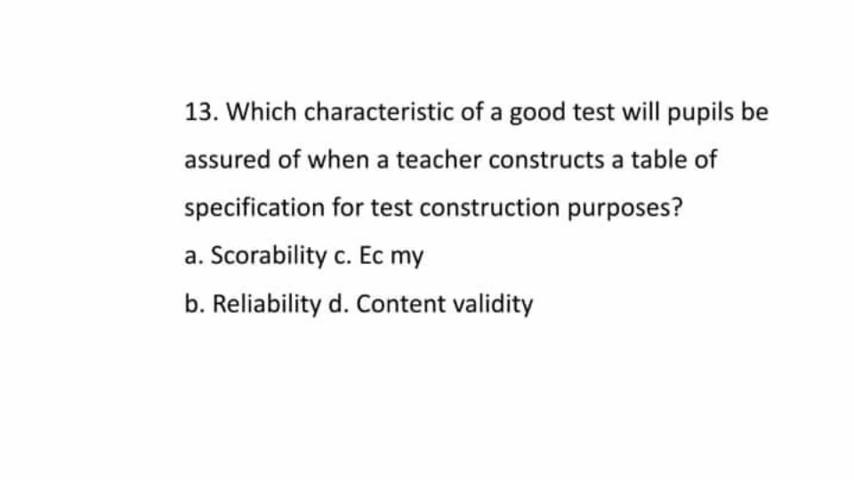 13. Which characteristic of a good test will pupils be
assured of when a teacher constructs a table of
specification for test construction purposes?
a. Scorability c. Ec my
b. Reliability d. Content validity